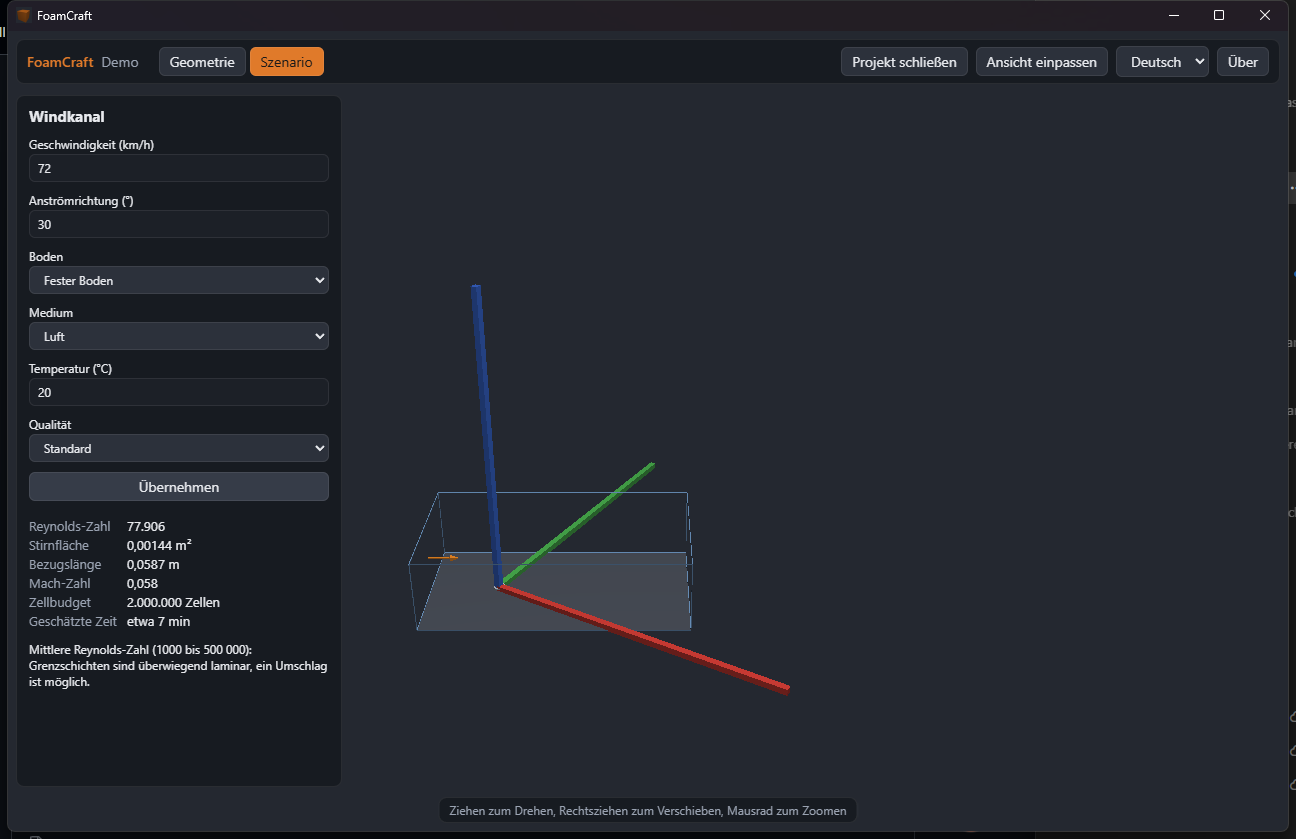 FoamCraft
FoamCraft Demo Geometrie Szenario Projekt schließen Ansicht einpassen Deutsch Über
Windkanal
Geschwindigkeit (km/h)
72
Anströmrichtung (°)
30
Boden
Fester Boden
Medium
Luft
Temperatur (°C)
20
Qualität
Standard
Übernehmen
Reynolds-Zahl 77.906
Stirnfläche 0,00144 m²
Bezugslänge 0,0587 m
Mach-Zahl 0,058
Zellbudget 2.000.000 Zellen
Geschätzte Zeit etwa 7 min
Mittlere Reynolds-Zahl (1000 bis 500 000):
Grenzschichten sind überwiegend laminar, ein Umschlag
ist möglich.
Ziehen zum Drehen, Rechtsziehen zum Verschieben, Mausrad zum Zoomen